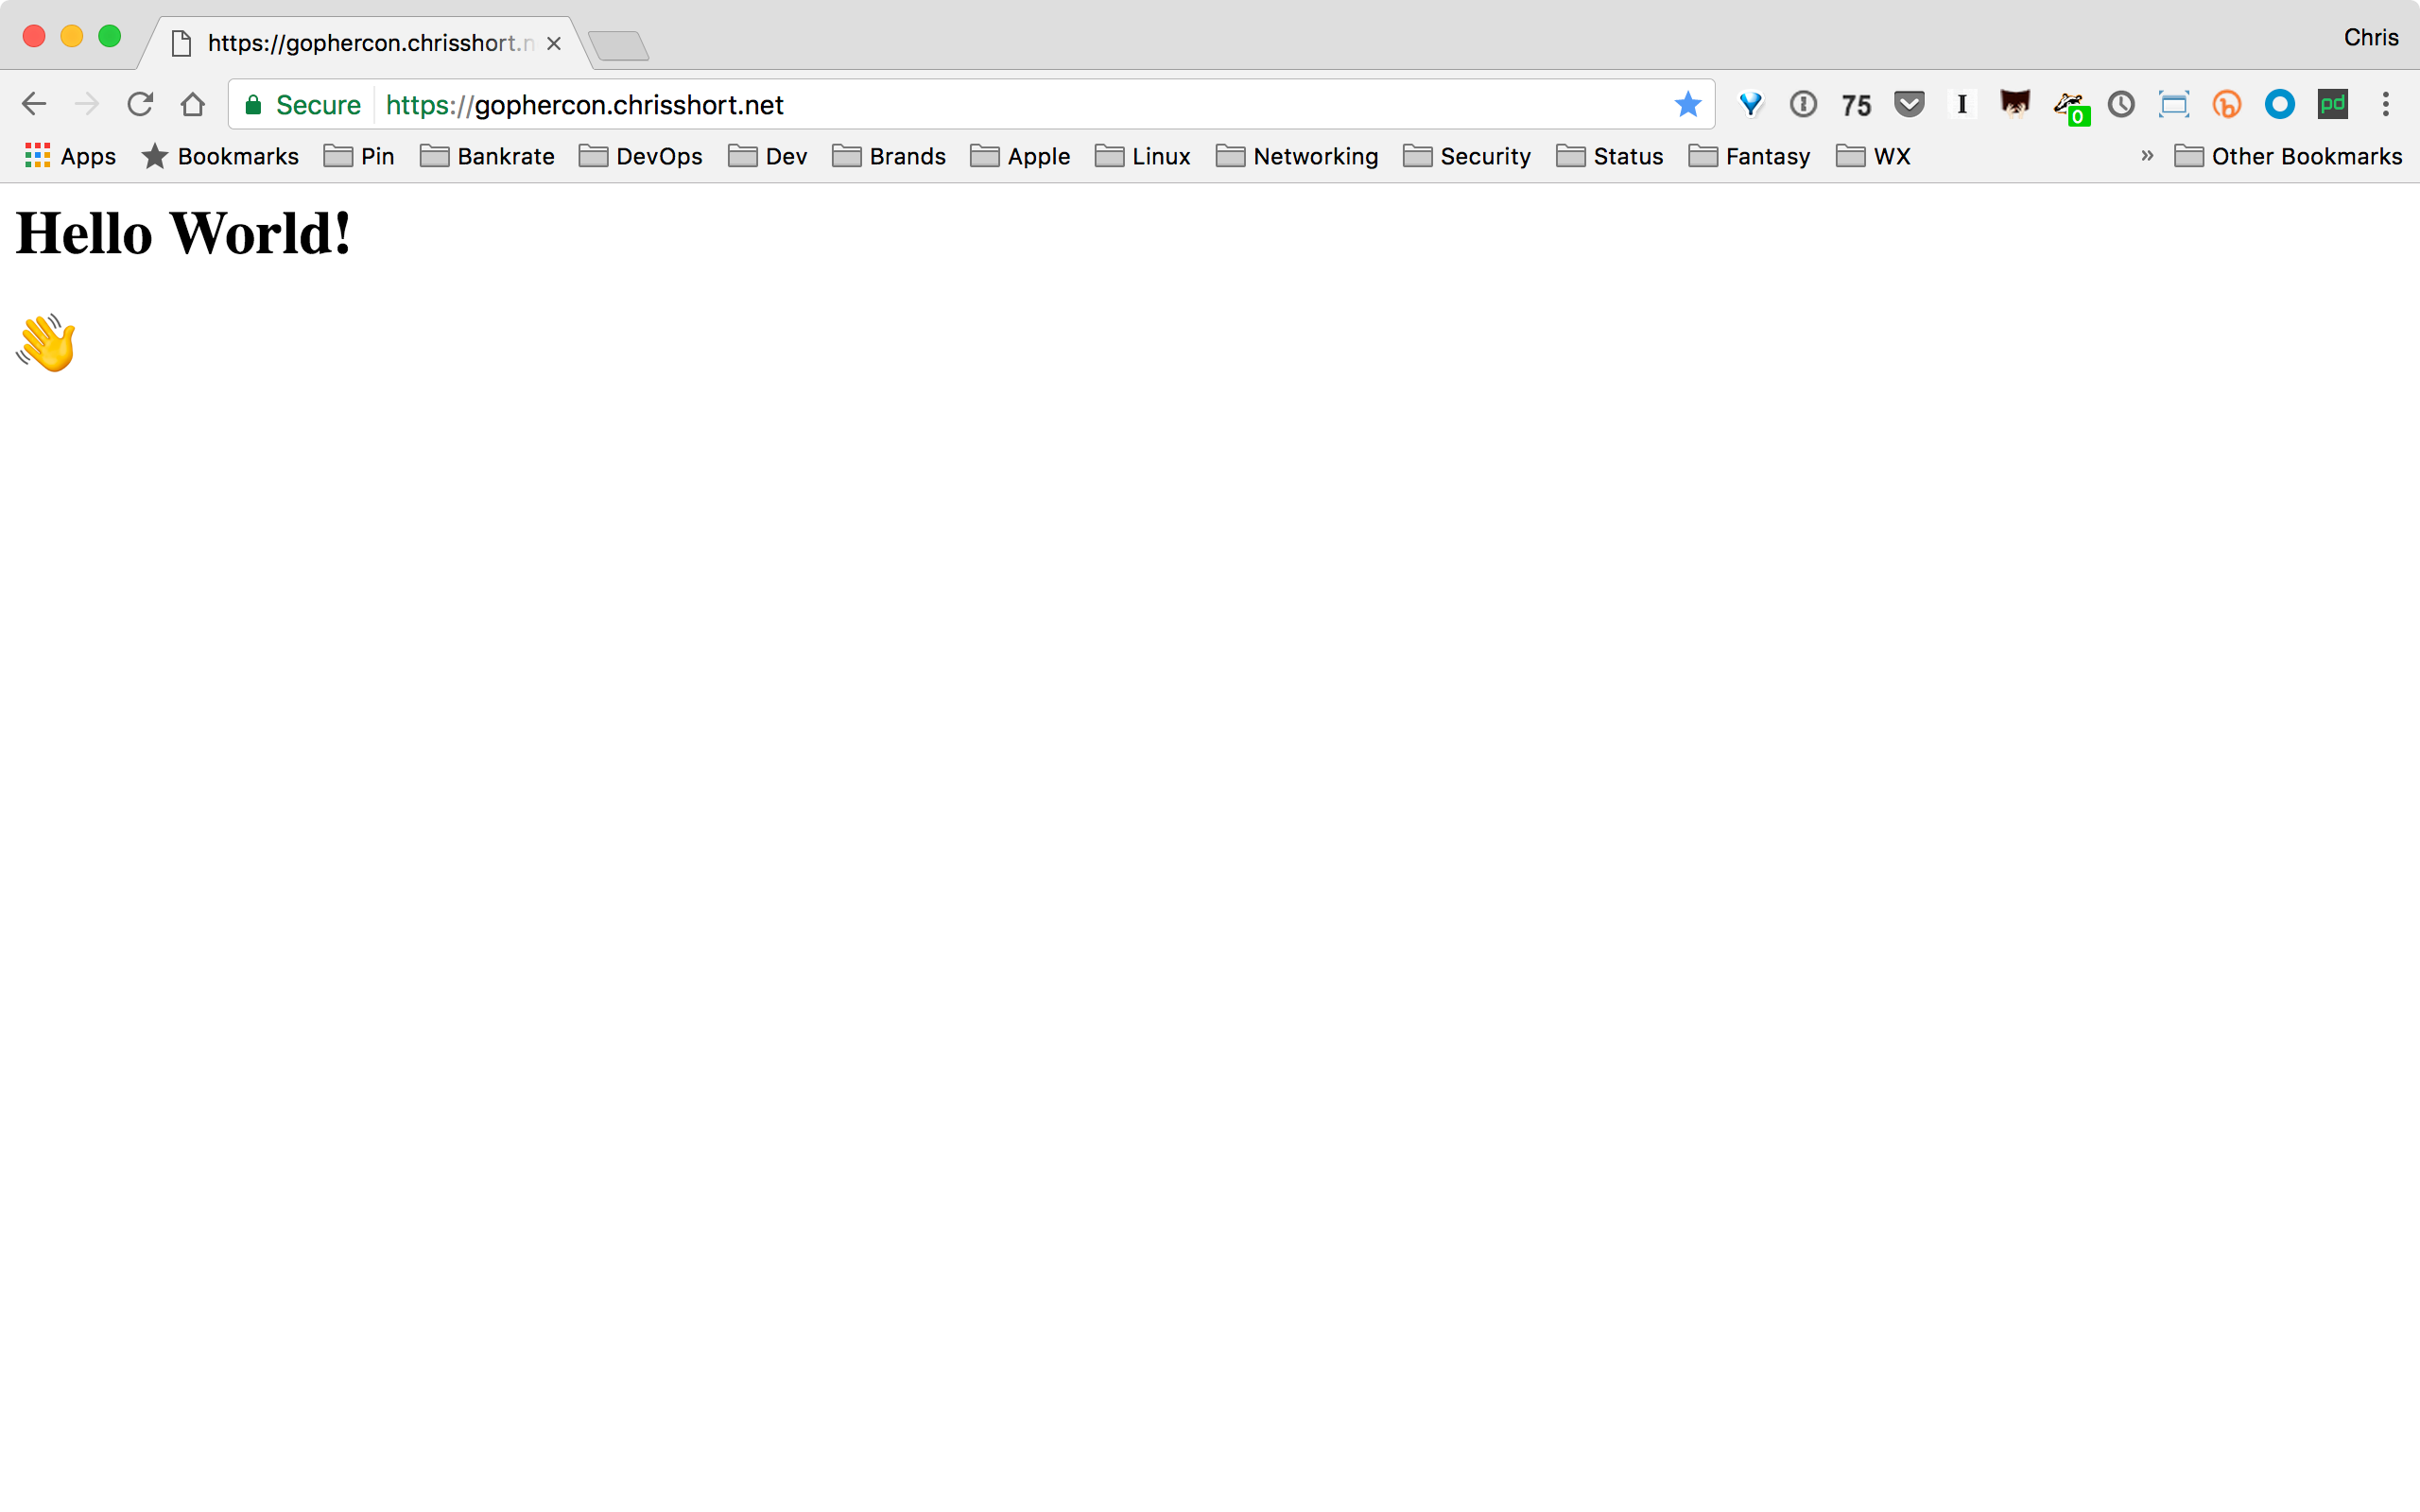 https://gophercon.chrisshort.n
Chris
Secure https://gophercon.chrisshort.net
75 I 0 b pd
Apps Bookmarks Pin Bankrate DevOps Dev Brands Apple Linux Networking Security Status Fantasy WX » Other Bookmarks
Hello World!
👋